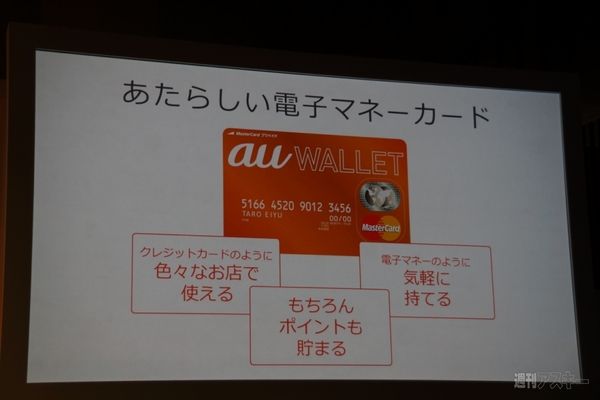 あたらしい電子マネーカード
MasterCard プリペイド
au WALLET
5166 4520 9012 3456
00/00
TARO EIYU
MasterCard
クレジットカードのように
色々なお店で
使える
もちろん
ポイントも
貯まる
電子マネーのように
気軽に
持てる
週刊アスキー